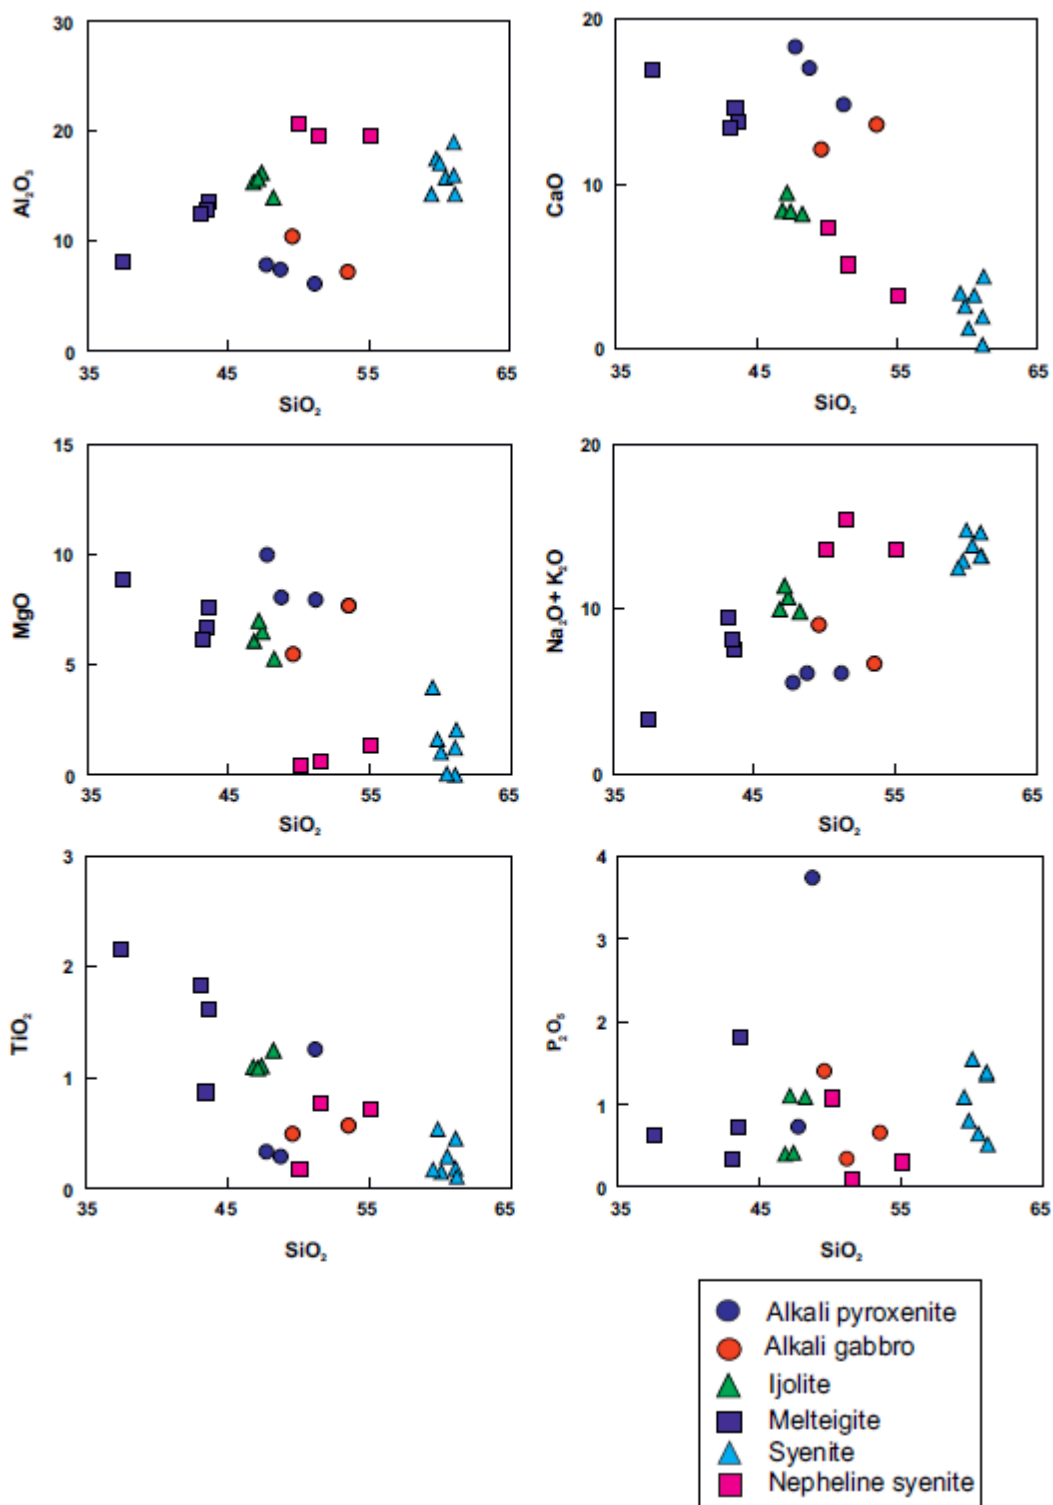 30
20
10
0
Al₂O₃
35 45 55 65
SiO₂
20
10
0
CaO
35 45 55 65
SiO₂
15
10
5
0
MgO
35 45 55 65
SiO₂
20
10
0
Na₂O + K₂O
35 45 55 65
SiO₂
3
2
1
0
TiO₂
35 45 55 65
SiO₂
4
3
2
1
0
P₂O₅
35 45 55 65
SiO₂
Alkali pyroxenite
Alkali gabbro
Ijolite
Melteigite
Syenite
Nepheline syenite